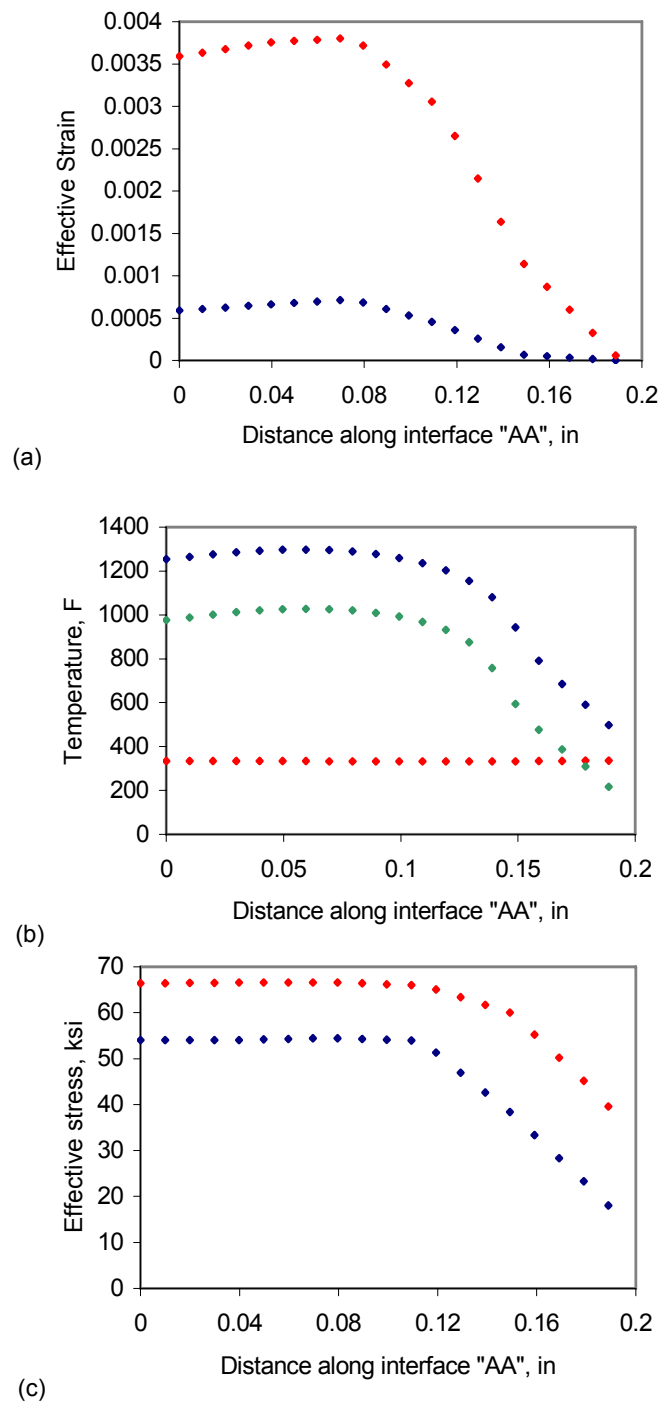 0.004
0.0035
0.003
0.0025
0.002
0.0015
0.001
0.0005
0
Effective Strain
0 0.04 0.08 0.12 0.16 0.2
Distance along interface "AA", in
(a)
1400
1200
1000
800
600
400
200
0
Temperature, F
0 0.05 0.1 0.15 0.2
Distance along interface "AA", in
(b)
70
60
50
40
30
20
10
0
Effective stress, ksi
0 0.04 0.08 0.12 0.16 0.2
Distance along interface "AA", in
(c)